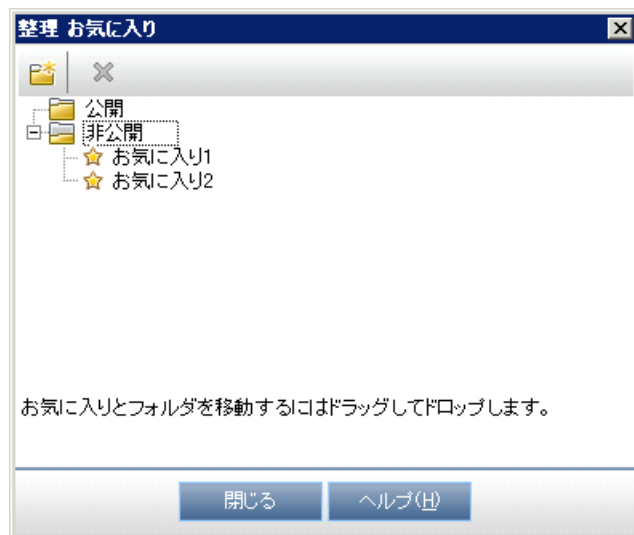 整理 お気に入り
公開
非公開
お気に入り1
お気に入り2
お気に入りとフォルダを移動するにはドラッグしてドロップします。
閉じる
ヘルプ(H)